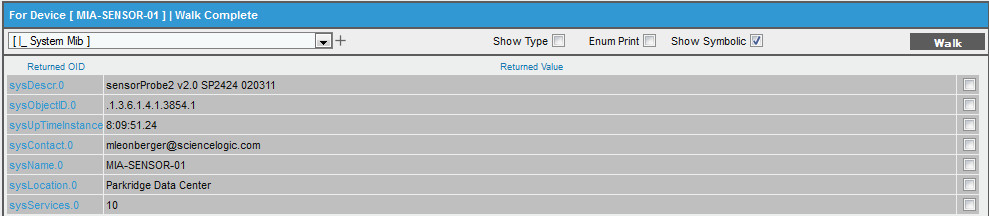 For Device [ MIA-SENSOR-01 ] | Walk Complete
[ |_ System Mib ] Show Type Enum Print Show Symbolic Walk
Returned OID Returned Value
sysDescr.0 sensorProbe2 v2.0 SP2424 020311
sysObjectID.0 .1.3.6.1.4.1.3854.1
sysUpTimeInstance 8:09:51.24
sysContact.0 mleonberger@sciencelogic.com
sysName.0 MIA-SENSOR-01
sysLocation.0 Parkridge Data Center
sysServices.0 10